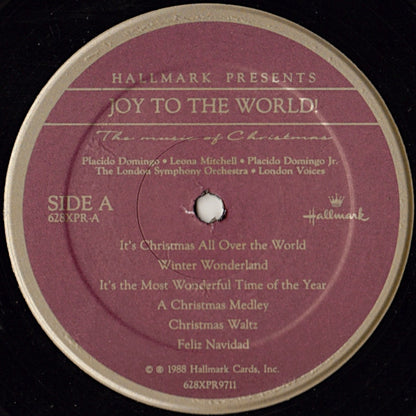 HALLMARK PRESENTS
JOY TO THE WORLD!
The music of Christmas
Placido Domingo • Leona Mitchell • Placido Domingo Jr.
The London Symphony Orchestra • London Voices
SIDE A
628XPR-A
Hallmark
It's Christmas All Over the World
Winter Wonderland
It's the Most Wonderful Time of the Year
A Christmas Medley
Christmas Waltz
Feliz Navidad
© ℗ 1988 Hallmark Cards, Inc.
628XPR9711